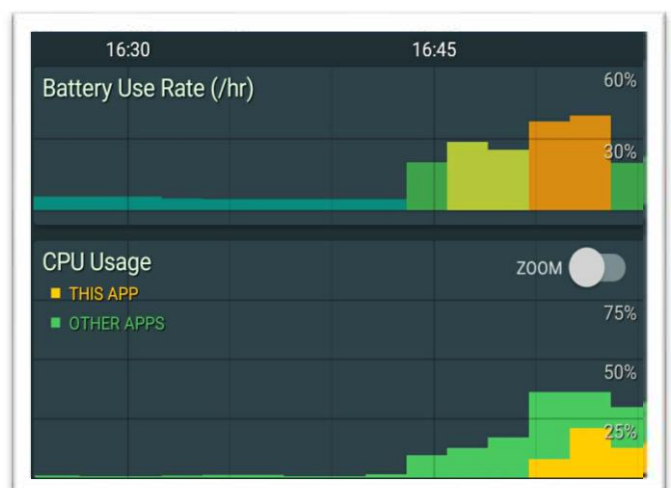 16:30 16:45
Battery Use Rate (/hr) 60%
30%
CPU Usage
ZOOM
THIS APP
75%
OTHER APPS
50%
25%